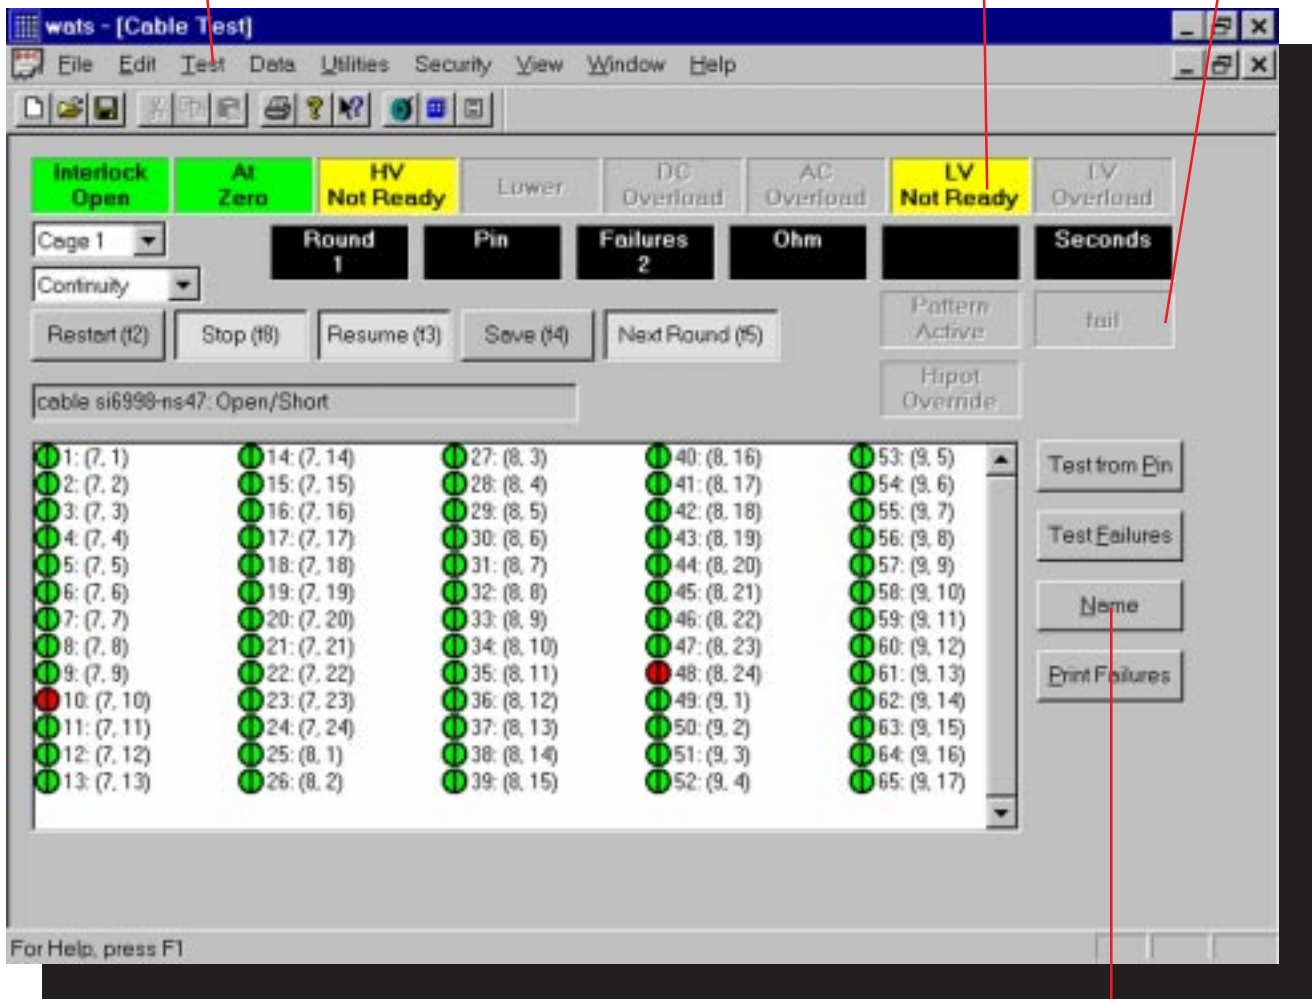 wats - [Cable Test]
File Edit Test Data Utilities Security View Window Help
Interlock Open
At Zero
HV Not Ready
Lower
DC Overload
AC Overload
LV Not Ready
LV Overload
Cage 1
Round 1
Pin
Failures 2
Ohm
Seconds
Continuity
Pattern Active
fail
Restart (f2)
Stop (f8)
Resume (f3)
Save (f4)
Next Round (f5)
Hipot Override
cable si6998-ns47: Open/Short
1: (7, 1) 14: (7, 14) 27: (8, 3) 40: (8, 16) 53: (9, 5)
2: (7, 2) 15: (7, 15) 28: (8, 4) 41: (8, 17) 54: (9, 6)
3: (7, 3) 16: (7, 16) 29: (8, 5) 42: (8, 18) 55: (9, 7)
4: (7, 4) 17: (7, 17) 30: (8, 6) 43: (8, 19) 56: (9, 8)
5: (7, 5) 18: (7, 18) 31: (8, 7) 44: (8, 20) 57: (9, 9)
6: (7, 6) 19: (7, 19) 32: (8, 8) 45: (8, 21) 58: (9, 10)
7: (7, 7) 20: (7, 20) 33: (8, 9) 46: (8, 22) 59: (9, 11)
8: (7, 8) 21: (7, 21) 34: (8, 10) 47: (8, 23) 60: (9, 12)
9: (7, 9) 22: (7, 22) 35: (8, 11) 48: (8, 24) 61: (9, 13)
10: (7, 10) 23: (7, 23) 36: (8, 12) 49: (9, 1) 62: (9, 14)
11: (7, 11) 24: (7, 24) 37: (8, 13) 50: (9, 2) 63: (9, 15)
12: (7, 12) 25: (8, 1) 38: (8, 14) 51: (9, 3) 64: (9, 16)
13: (7, 13) 26: (8, 2) 39: (8, 15) 52: (9, 4) 65: (9, 17)
Test from Pin
Test Failures
Name
Print Failures
For Help, press F1